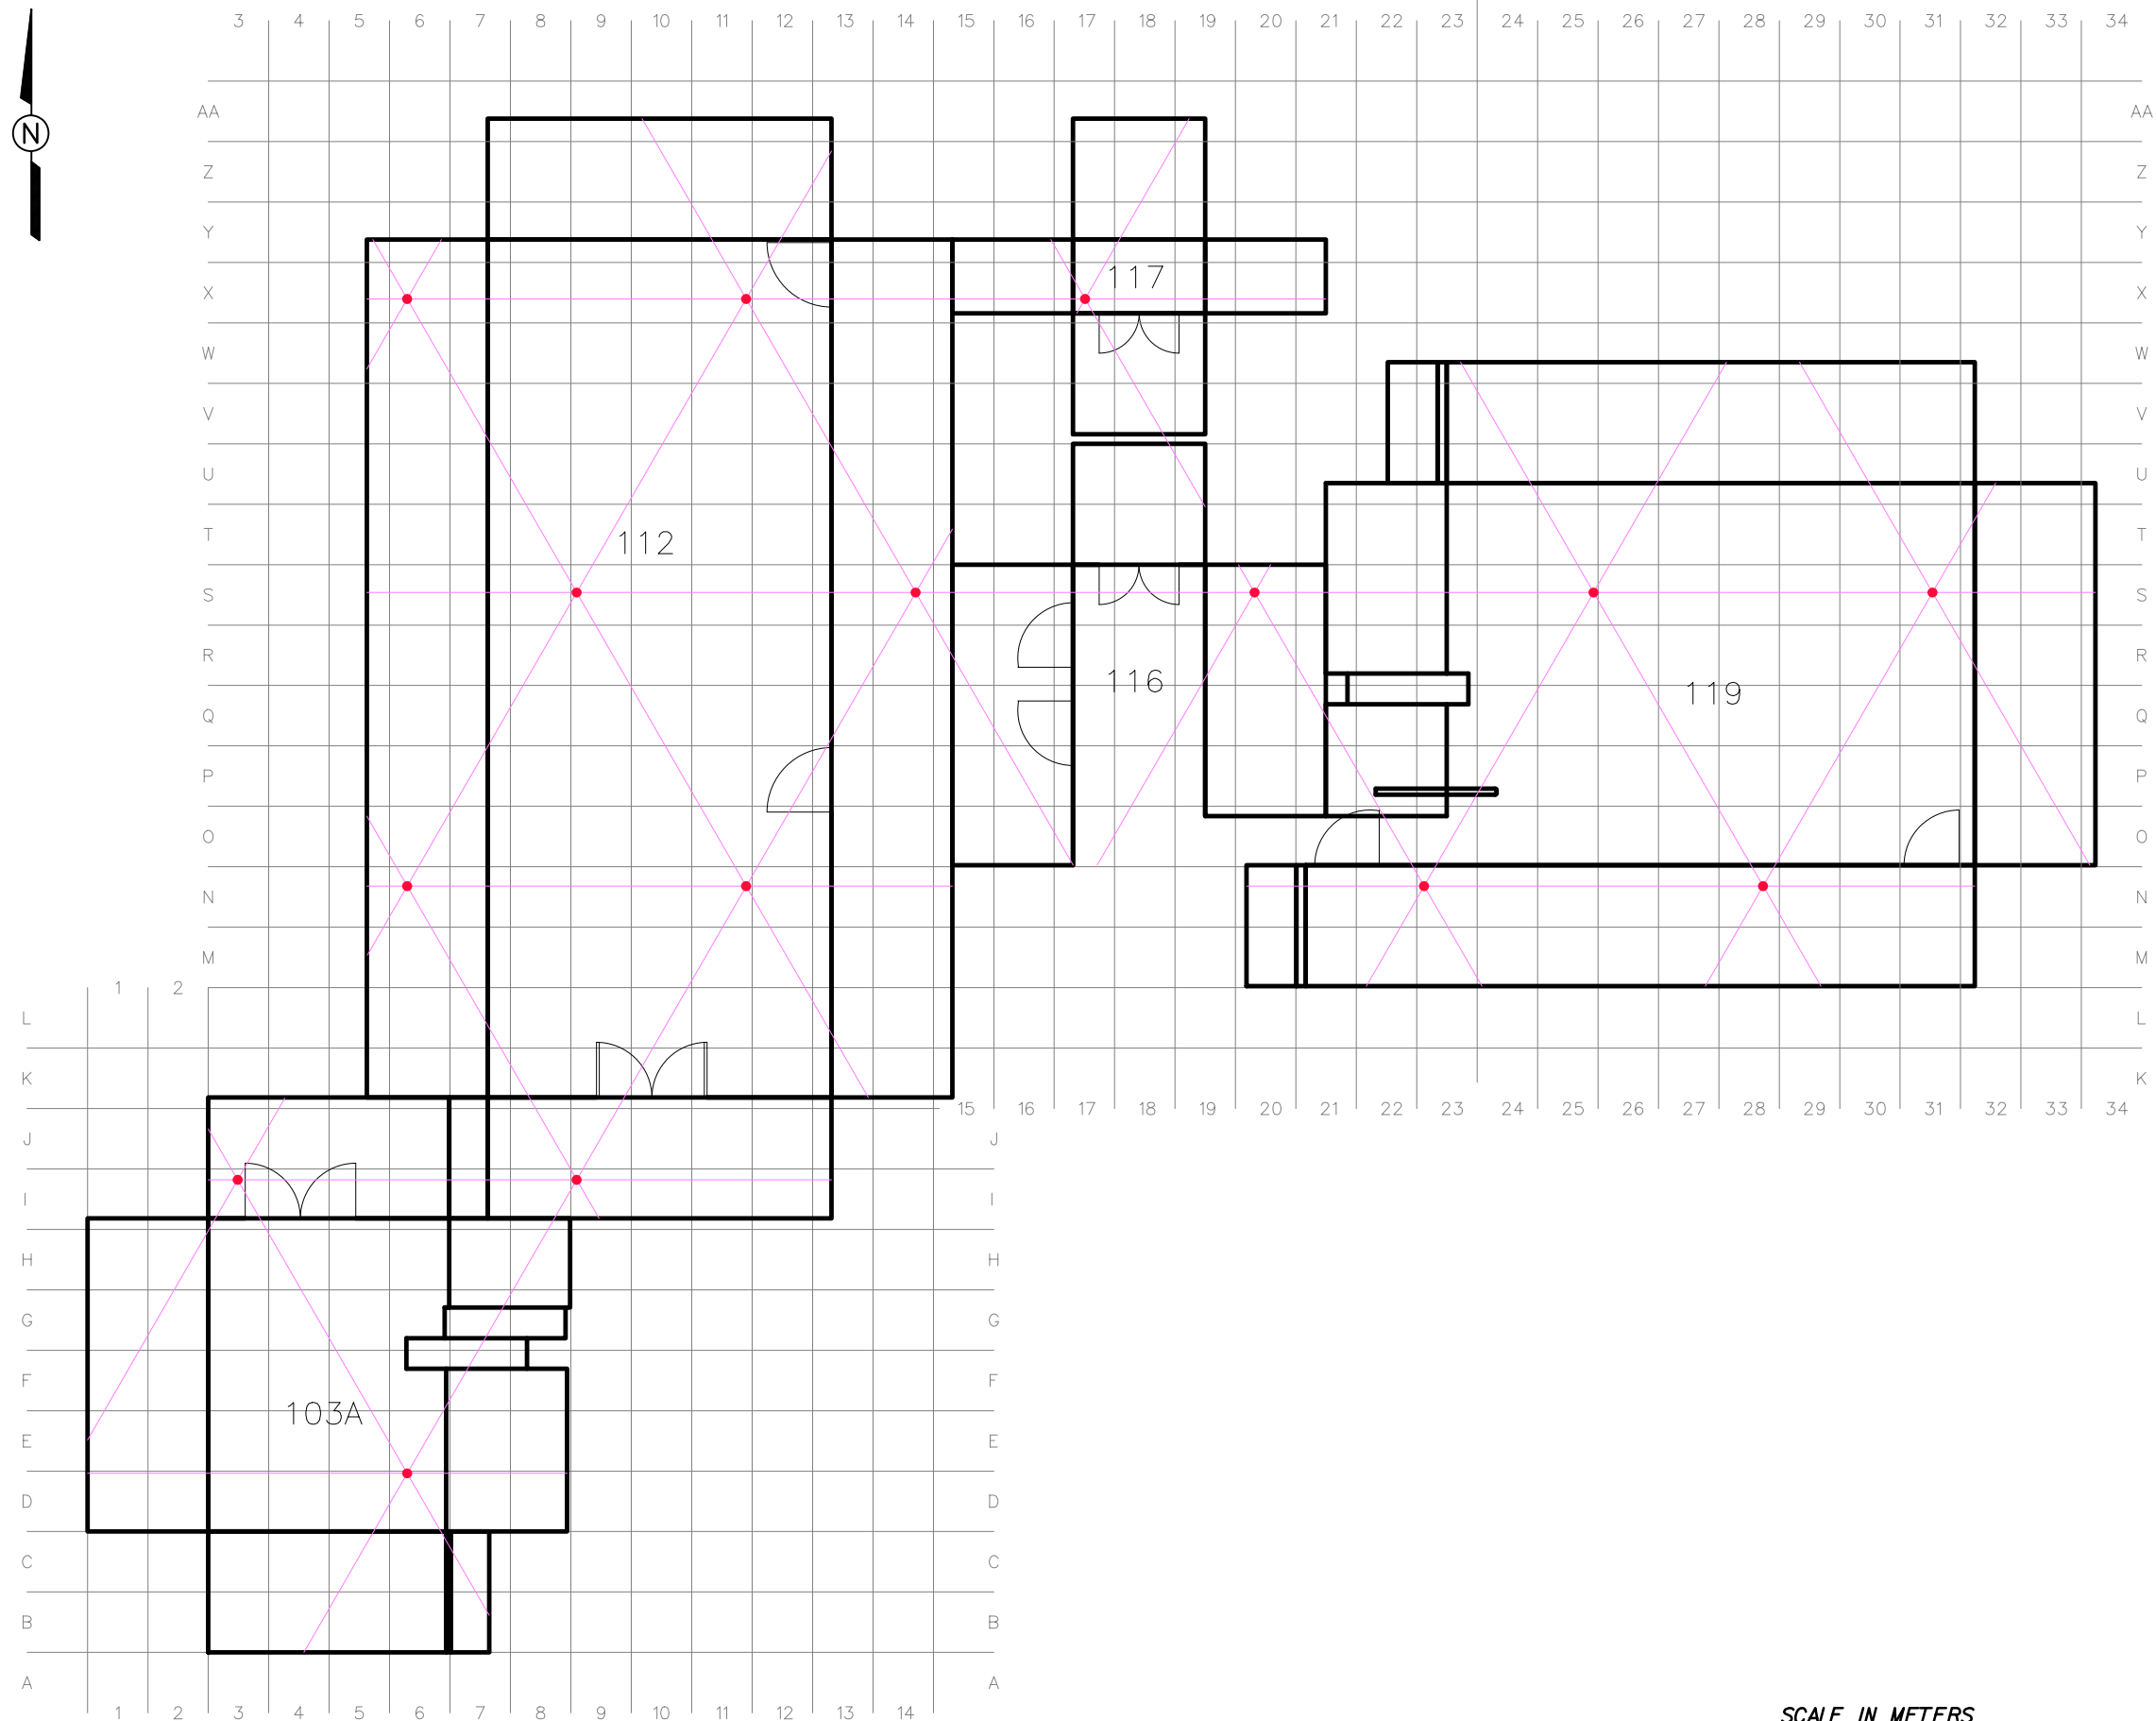 3 4 5 6 7 8 9 10 11 12 13 14 15 16 17 18 19 20 21 22 23 24 25 26 27 28 29 30 31 32 33 34
AA AA
N
Z Z
Y Y
117
X X
W W
V V
U U
112
T T
S S
R R
116
119
Q Q
P P
O O
N N
M M
1 2
L L
K K
15 16 17 18 19 20 21 22 23 24 25 26 27 28 29 30 31 32 33 34
J J
I I
H H
G G
F F
103A
E E
D D
C C
B B
A A
1 2 3 4 5 6 7 8 9 10 11 12 13 14
SCALE IN METERS